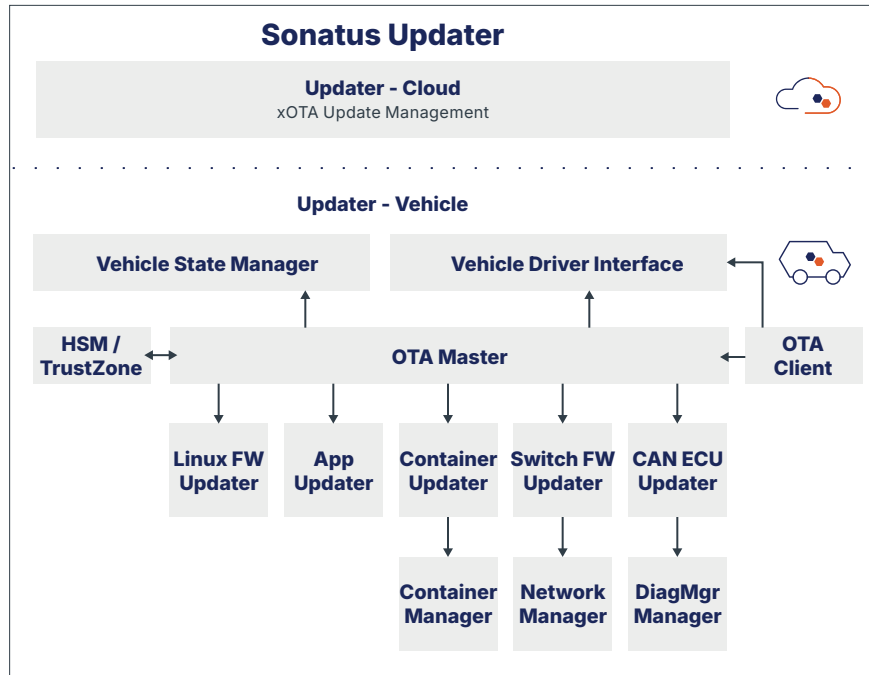 Sonatus Updater
Updater - Cloud
xOTA Update Management
Updater - Vehicle
Vehicle State Manager
Vehicle Driver Interface
HSM /
TrustZone
OTA Master
OTA
Client
Linux FW
Updater
App
Updater
Container
Updater
Switch FW
Updater
CAN ECU
Updater
Container
Manager
Network
Manager
DiagMgr
Manager